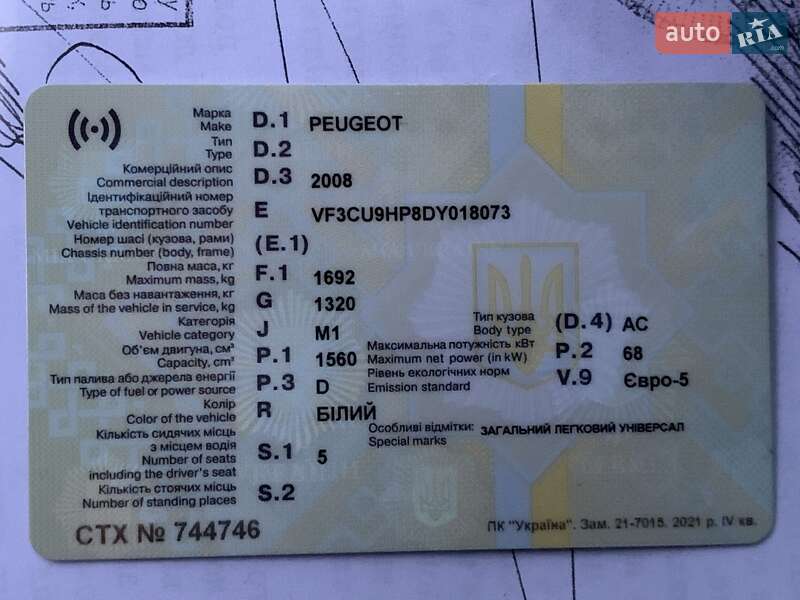 auto RIA.com
Марка
Make D.1 PEUGEOT
Тип
Type D.2
Комерційний опис
Commercial description D.3 2008
Ідентифікаційний номер
транспортного засобу E VF3CU9HP8DY018073
Vehicle identification number
Номер шасі (кузова, рами) (E.1)
Chassis number (body, frame)
Повна маса, кг F.1 1692
Maximum mass, kg
Маса без навантаження, кг G 1320
Mass of the vehicle in service, kg
Категорія J M1
Vehicle category
Тип кузова (D.4) AC
Body type
Об'єм двигуна, см³ P.1 1560
Capacity, cm³
Максимальна потужність кВт P.2 68
Maximum net power (in kW)
Тип палива або джерела енергії P.3 D
Type of fuel or power source
Рівень екологічних норм V.9 Євро-5
Emission standard
Колір R БІЛИЙ
Color of the vehicle
Особливі відмітки: ЗАГАЛЬНИЙ ЛЕГКОВИЙ УНІВЕРСАЛ
Special marks
Кількість сидячих місць
з місцем водія S.1 5
Number of seats
including the driver's seat
Кількість стоячих місць S.2
Number of standing places
СТХ № 744746
ПК "Україна". Зам. 21-7015. 2021 р. IV кв.